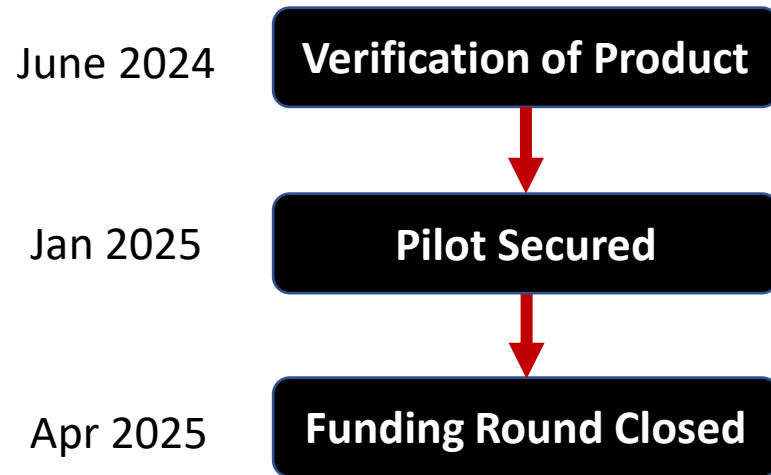 June 2024
Verification of Product
Jan 2025
Pilot Secured
Apr 2025
Funding Round Closed